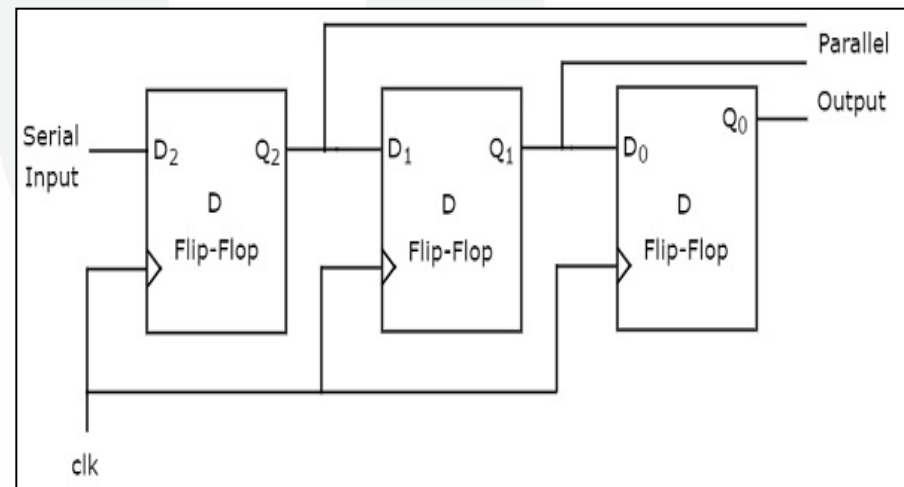 Parallel
Output
Serial
Input
D₂
Q₂
D
Flip-Flop
D₁
Q₁
D
Flip-Flop
D₀
Q₀
D
Flip-Flop
clk